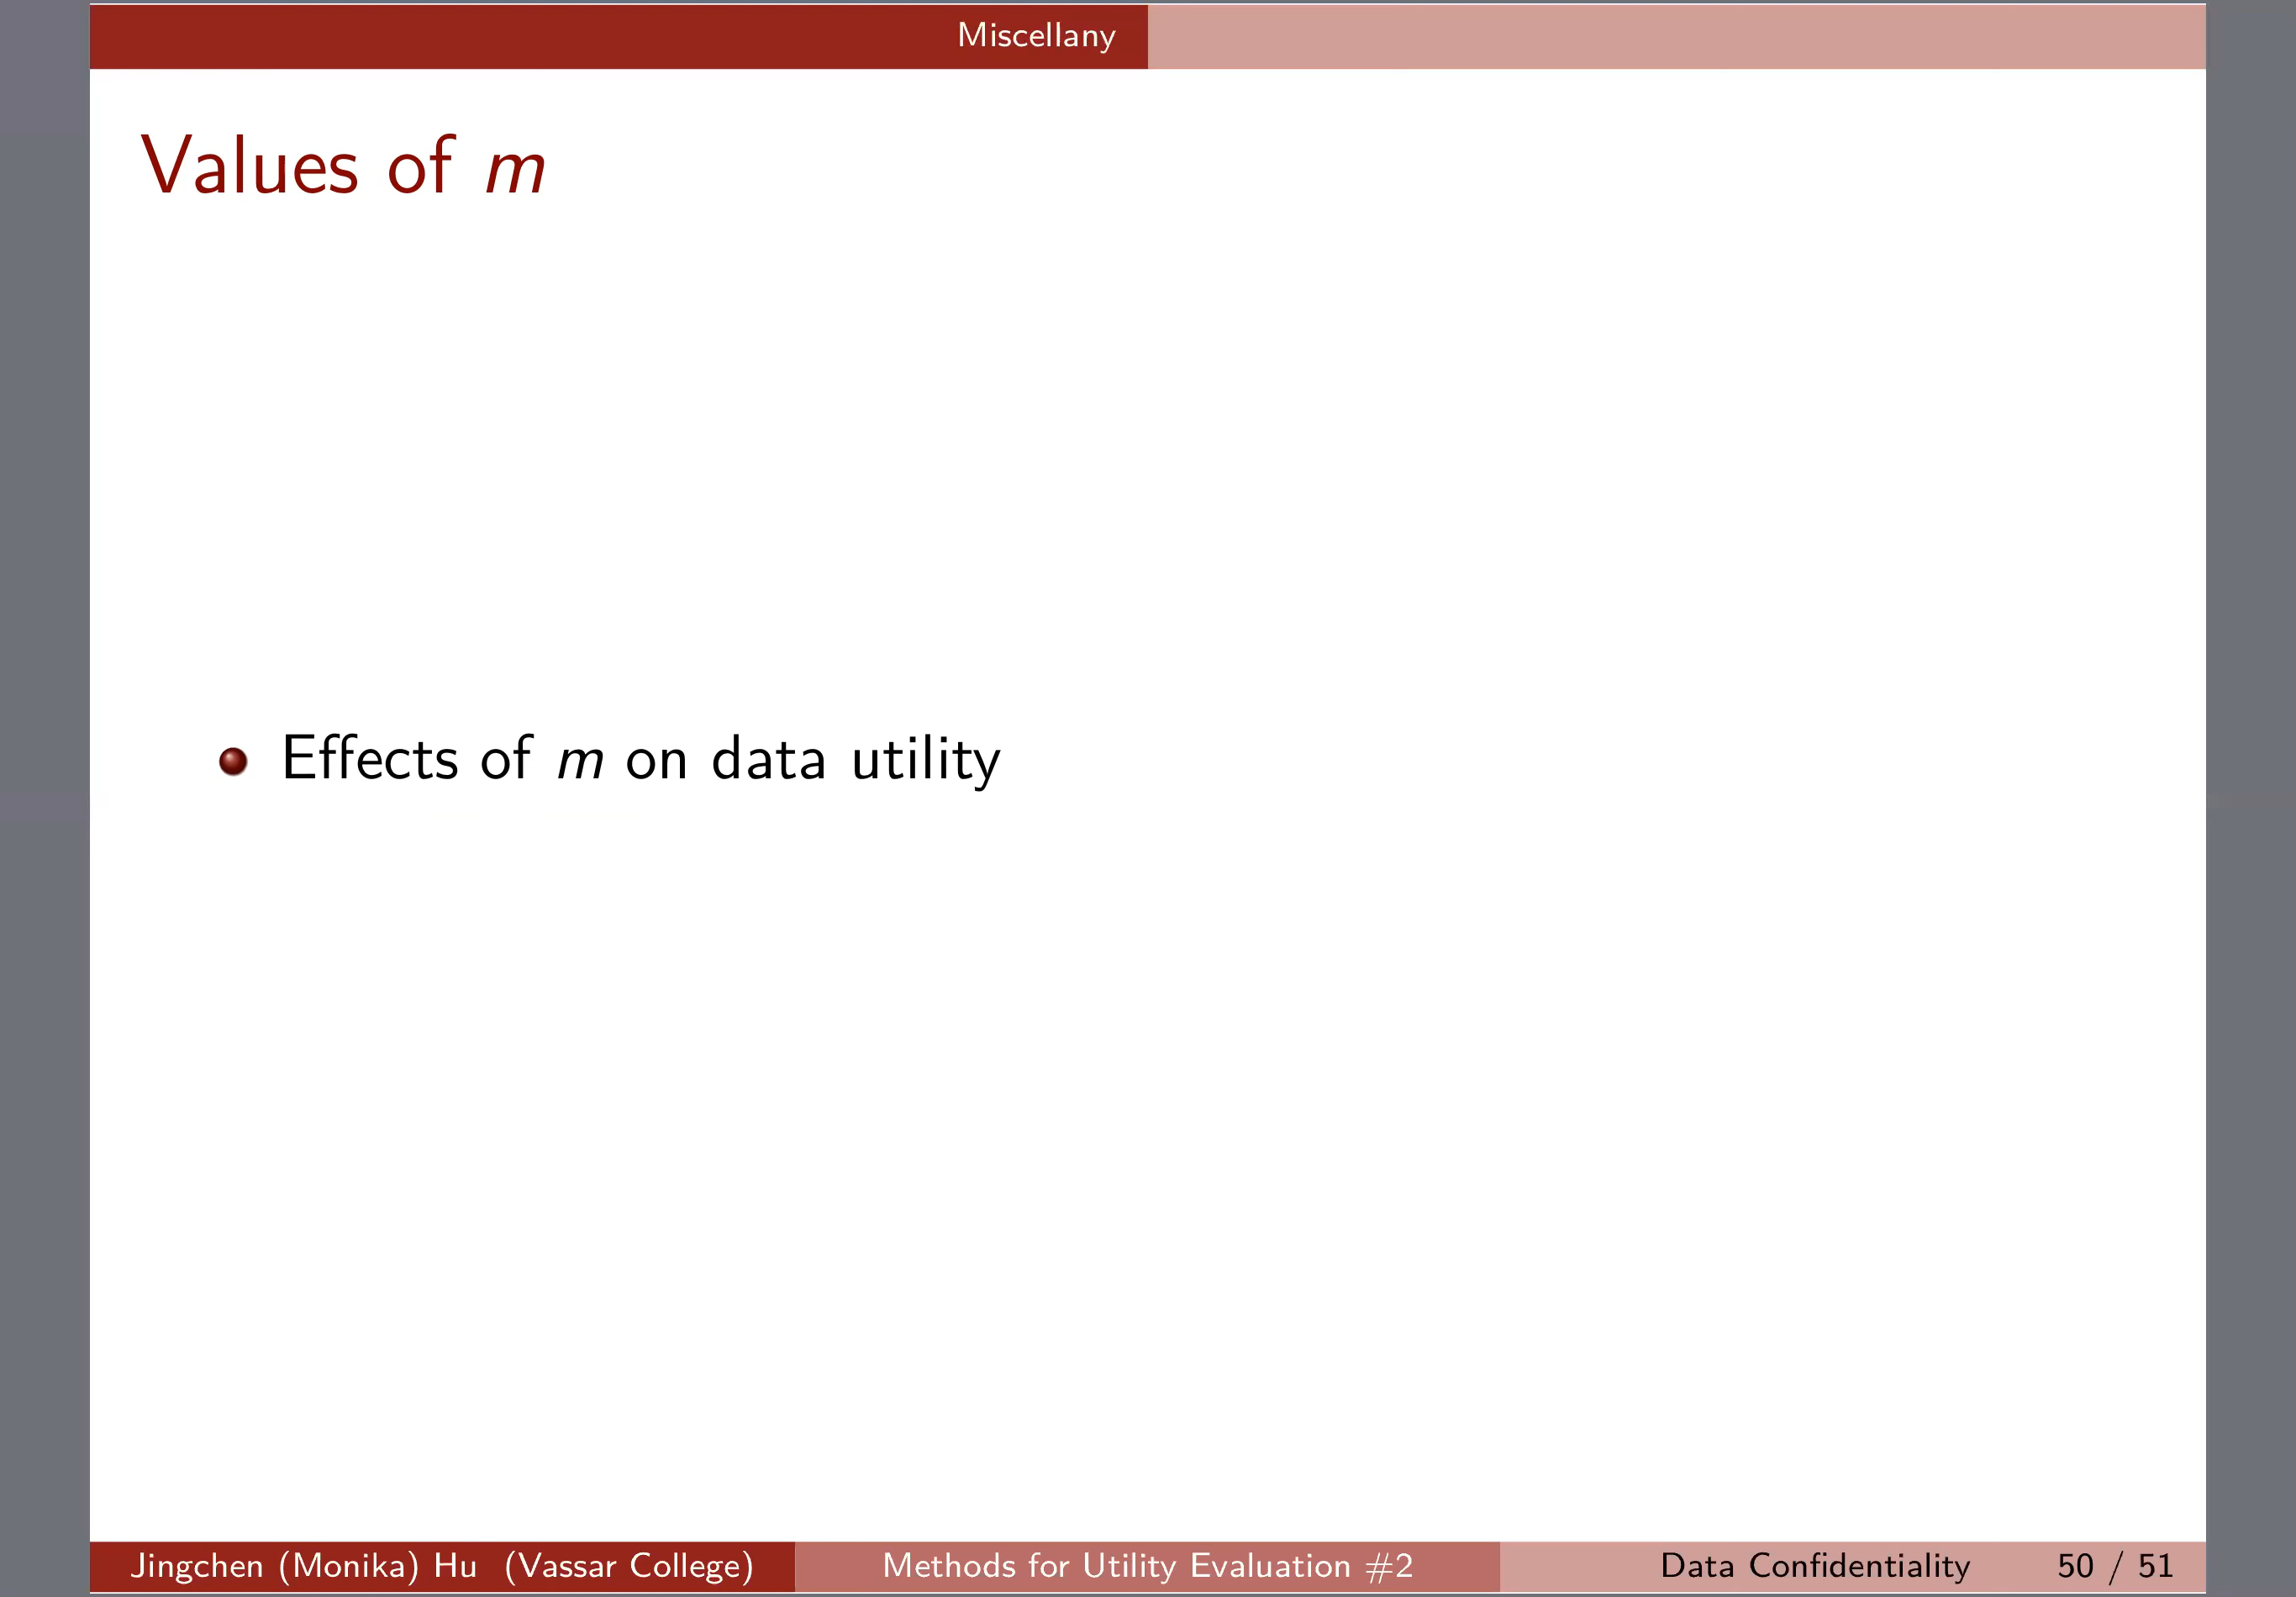 Miscellany
Values of m
Effects of m on data utility
Jingchen (Monika) Hu (Vassar College) Methods for Utility Evaluation #2 Data Confidentiality 50 / 51